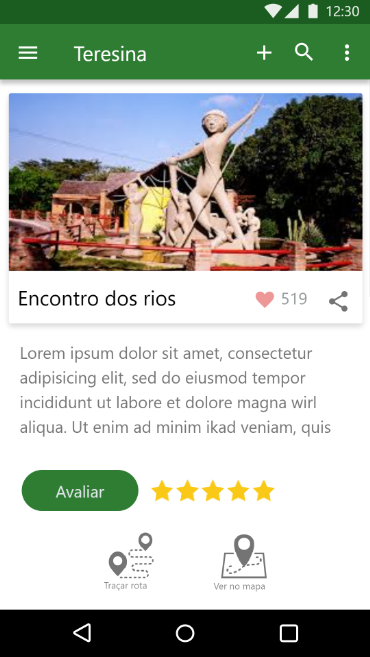 12:30
Teresina
Encontro dos rios
519
Lorem ipsum dolor sit amet, consectetur
adipisicing elit, sed do eiusmod tempor
incididunt ut labore et dolore magna wirl
aliqua. Ut enim ad minim ikad veniam, quis
Avaliar
Traçar rota
Ver no mapa